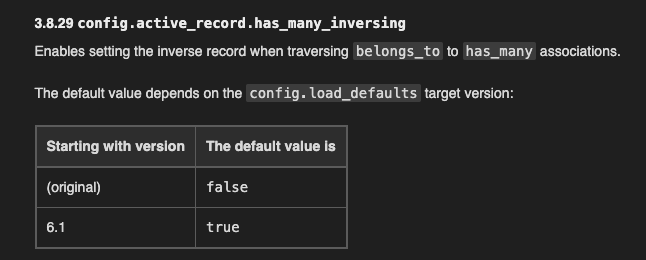 3.8.29 config.active_record.has_many_inversing
Enables setting the inverse record when traversing belongs_to to has_many associations.
The default value depends on the config.load_defaults target version:
Starting with version The default value is
(original) false
6.1 true